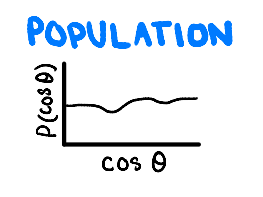 POPULATION
P(cos θ)
cos θ